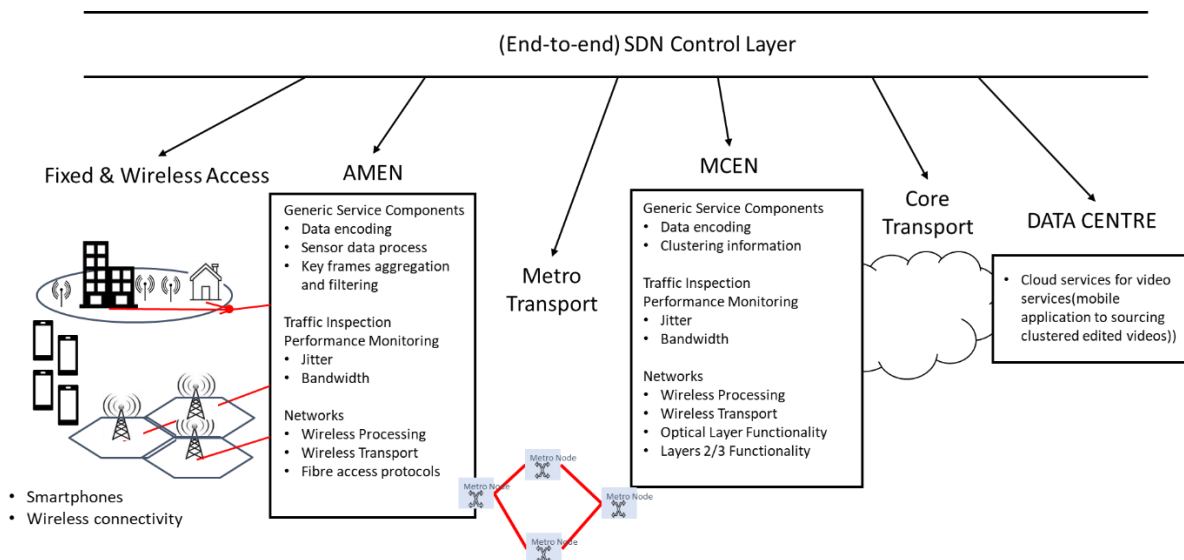 (End-to-end) SDN Control Layer
Fixed & Wireless Access
AMEN
Generic Service Components
• Data encoding
• Sensor data process
• Key frames aggregation
and filtering
Traffic Inspection
Performance Monitoring
• Jitter
• Bandwidth
Networks
• Wireless Processing
• Wireless Transport
• Fibre access protocols
• Smartphones
• Wireless connectivity
Metro
Transport
Metro Node
Metro Node
Metro Node
Metro Node
MCEN
Generic Service Components
• Data encoding
• Clustering information
Traffic Inspection
Performance Monitoring
• Jitter
• Bandwidth
Networks
• Wireless Processing
• Wireless Transport
• Optical Layer Functionality
• Layers 2/3 Functionality
Core
Transport
DATA CENTRE
• Cloud services for video
services(mobile
application to sourcing
clustered edited videos))